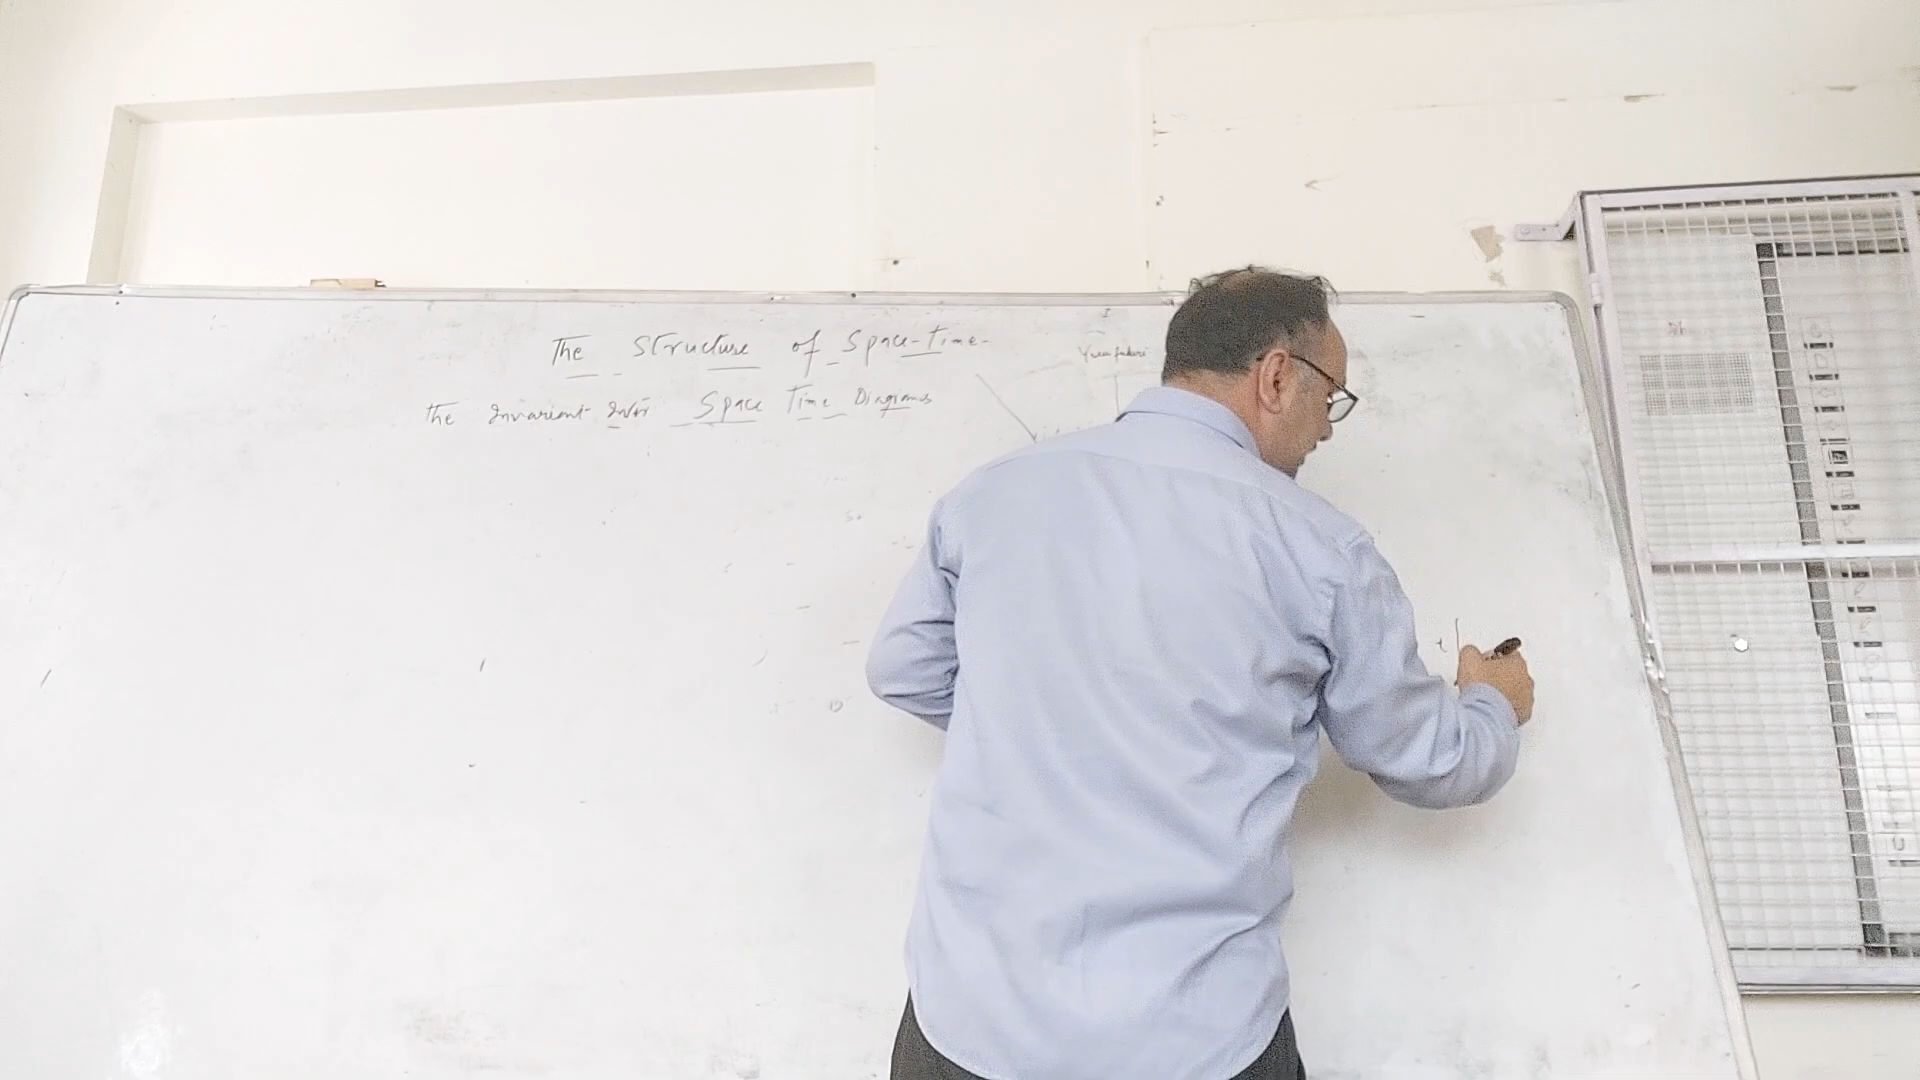 The Structure of Space-Time
The Invariant Space Time Diagrams
t